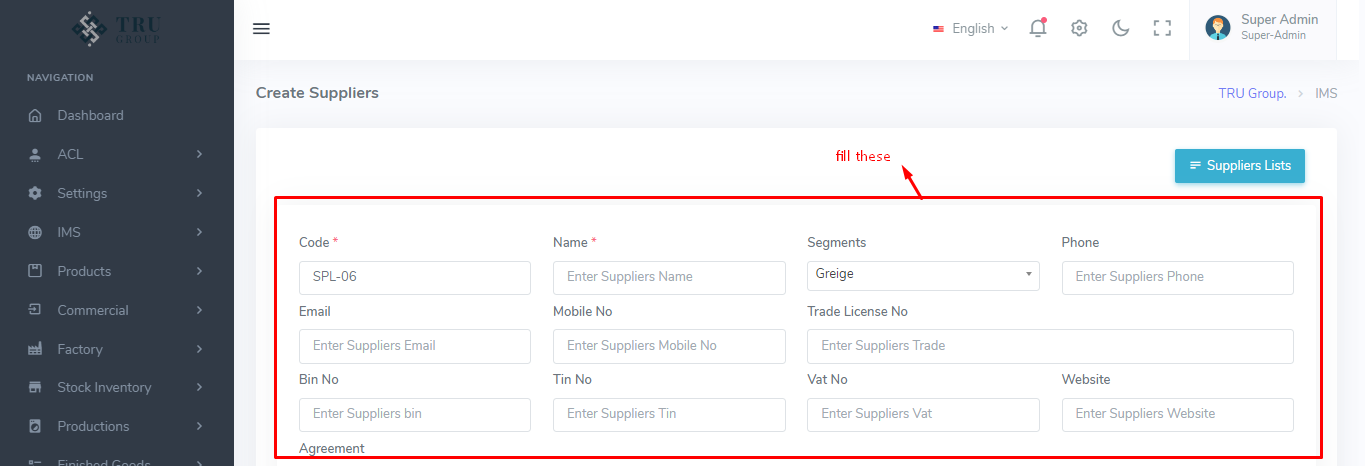 TRU
GROUP
English
Super Admin
Super-Admin
NAVIGATION
Dashboard
ACL
Settings
IMS
Products
Commercial
Factory
Stock Inventory
Productions
Finished Goods
Create Suppliers
TRU Group. > IMS
fill these
Suppliers Lists
Code * Name * Segments Phone
SPL-06 Enter Suppliers Name Greige Enter Suppliers Phone
Email Mobile No Trade License No
Enter Suppliers Email Enter Suppliers Mobile No Enter Suppliers Trade
Bin No Tin No Vat No Website
Enter Suppliers bin Enter Suppliers Tin Enter Suppliers Vat Enter Suppliers Website
Agreement